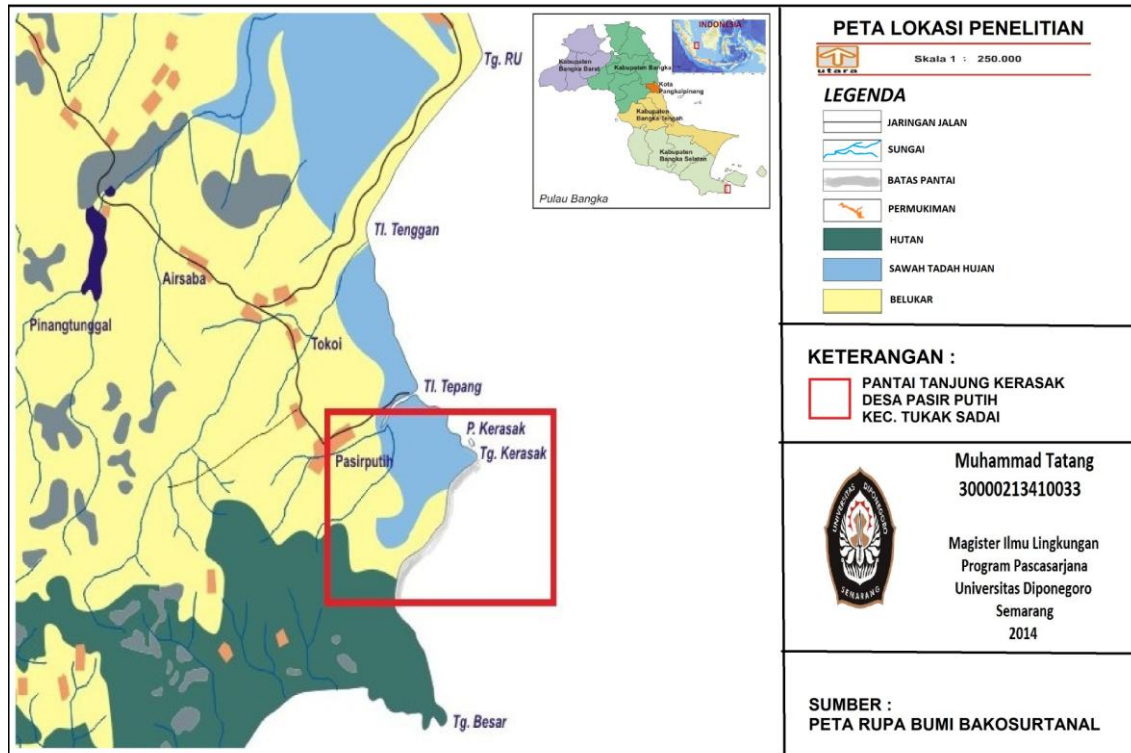 Tg. RU
Tl. Tenggan
Airsaba
Pinangtunggal
Tokoi
Tl. Tepang
P. Kerasak
Tg. Kerasak
Pasirputih
Tg. Besar
INDONESIA
Kabupaten
Bangka Barat
Kabupaten Bangka
Kota
Pangkalpinang
Kabupaten
Bangka Tengah
Kabupaten
Bangka Selatan
Pulau Bangka
PETA LOKASI PENELITIAN
utara
Skala 1 : 250.000
LEGENDA
JARINGAN JALAN
SUNGAI
BATAS PANTAI
PERMUKIMAN
HUTAN
SAWAH TADAH HUJAN
BELUKAR
KETERANGAN :
PANTAI TANJUNG KERASAK
DESA PASIR PUTIH
KEC. TUKAK SADAI
UNIVERSITAS DIPONEGORO
SEMARANG
Muhammad Tatang
30000213410033
Magister Ilmu Lingkungan
Program Pascasarjana
Universitas Diponegoro
Semarang
2014
SUMBER :
PETA RUPA BUMI BAKOSURTANAL